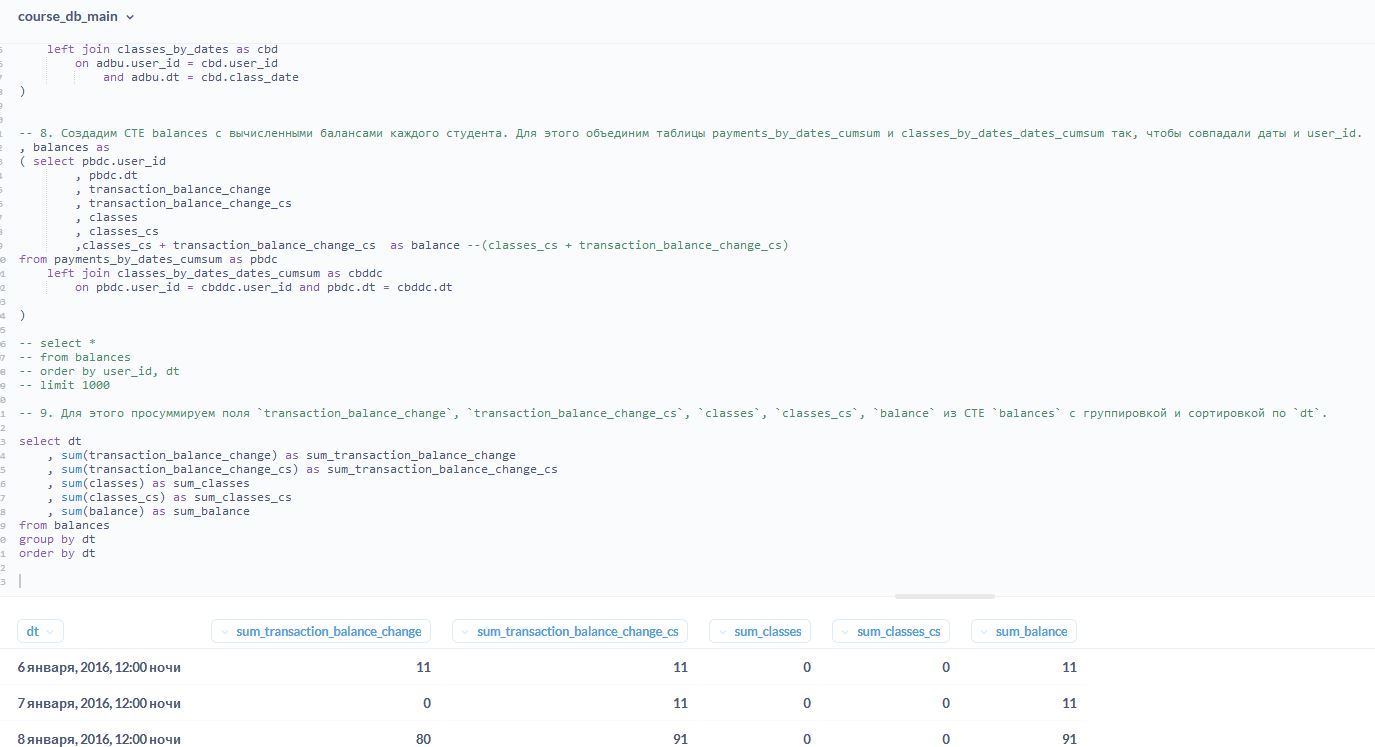 course_db_main
left join classes_by_dates as cbd
on adbu.user_id = cbd.user_id
and adbu.dt = cbd.class_date
)
-- 8. Создадим CTE balances с вычисленными балансами каждого студента. Для этого объединим таблицы payments_by_dates_cumsum и classes_by_dates_dates_cumsum так, чтобы совпадали даты и user_id.
, balances as
( select pbdc.user_id
, pbdc.dt
, transaction_balance_change
, transaction_balance_change_cs
, classes
, classes_cs
,classes_cs + transaction_balance_change_cs  as balance --(classes_cs + transaction_balance_change_cs)
from payments_by_dates_cumsum as pbdc
left join classes_by_dates_dates_cumsum as cbddc
on pbdc.user_id = cbddc.user_id and pbdc.dt = cbddc.dt
)
-- select *
-- from balances
-- order by user_id, dt
-- limit 1000
-- 9. Для этого просуммируем поля `transaction_balance_change`, `transaction_balance_change_cs`, `classes`, `classes_cs`, `balance` из CTE `balances` с группировкой и сортировкой по `dt`.
select dt
, sum(transaction_balance_change) as sum_transaction_balance_change
, sum(transaction_balance_change_cs) as sum_transaction_balance_change_cs
, sum(classes) as sum_classes
, sum(classes_cs) as sum_classes_cs
, sum(balance) as sum_balance
from balances
group by dt
order by dt
dt sum_transaction_balance_change sum_transaction_balance_change_cs sum_classes sum_classes_cs sum_balance
6 января, 2016, 12:00 ночи 11 11 0 0 11
7 января, 2016, 12:00 ночи 0 11 0 0 11
8 января, 2016, 12:00 ночи 80 91 0 0 91